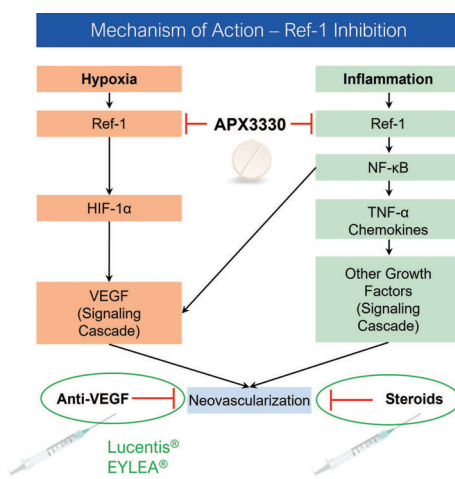 Mechanism of Action – Ref-1 Inhibition
Hypoxia
Inflammation
Ref-1
APX3330
Ref-1
NF-κB
HIF-1α
TNF-α
Chemokines
VEGF
(Signaling
Cascade)
Other Growth
Factors
(Signaling
Cascade)
Anti-VEGF
Neovascularization
Steroids
Lucentis®
EYLEA®